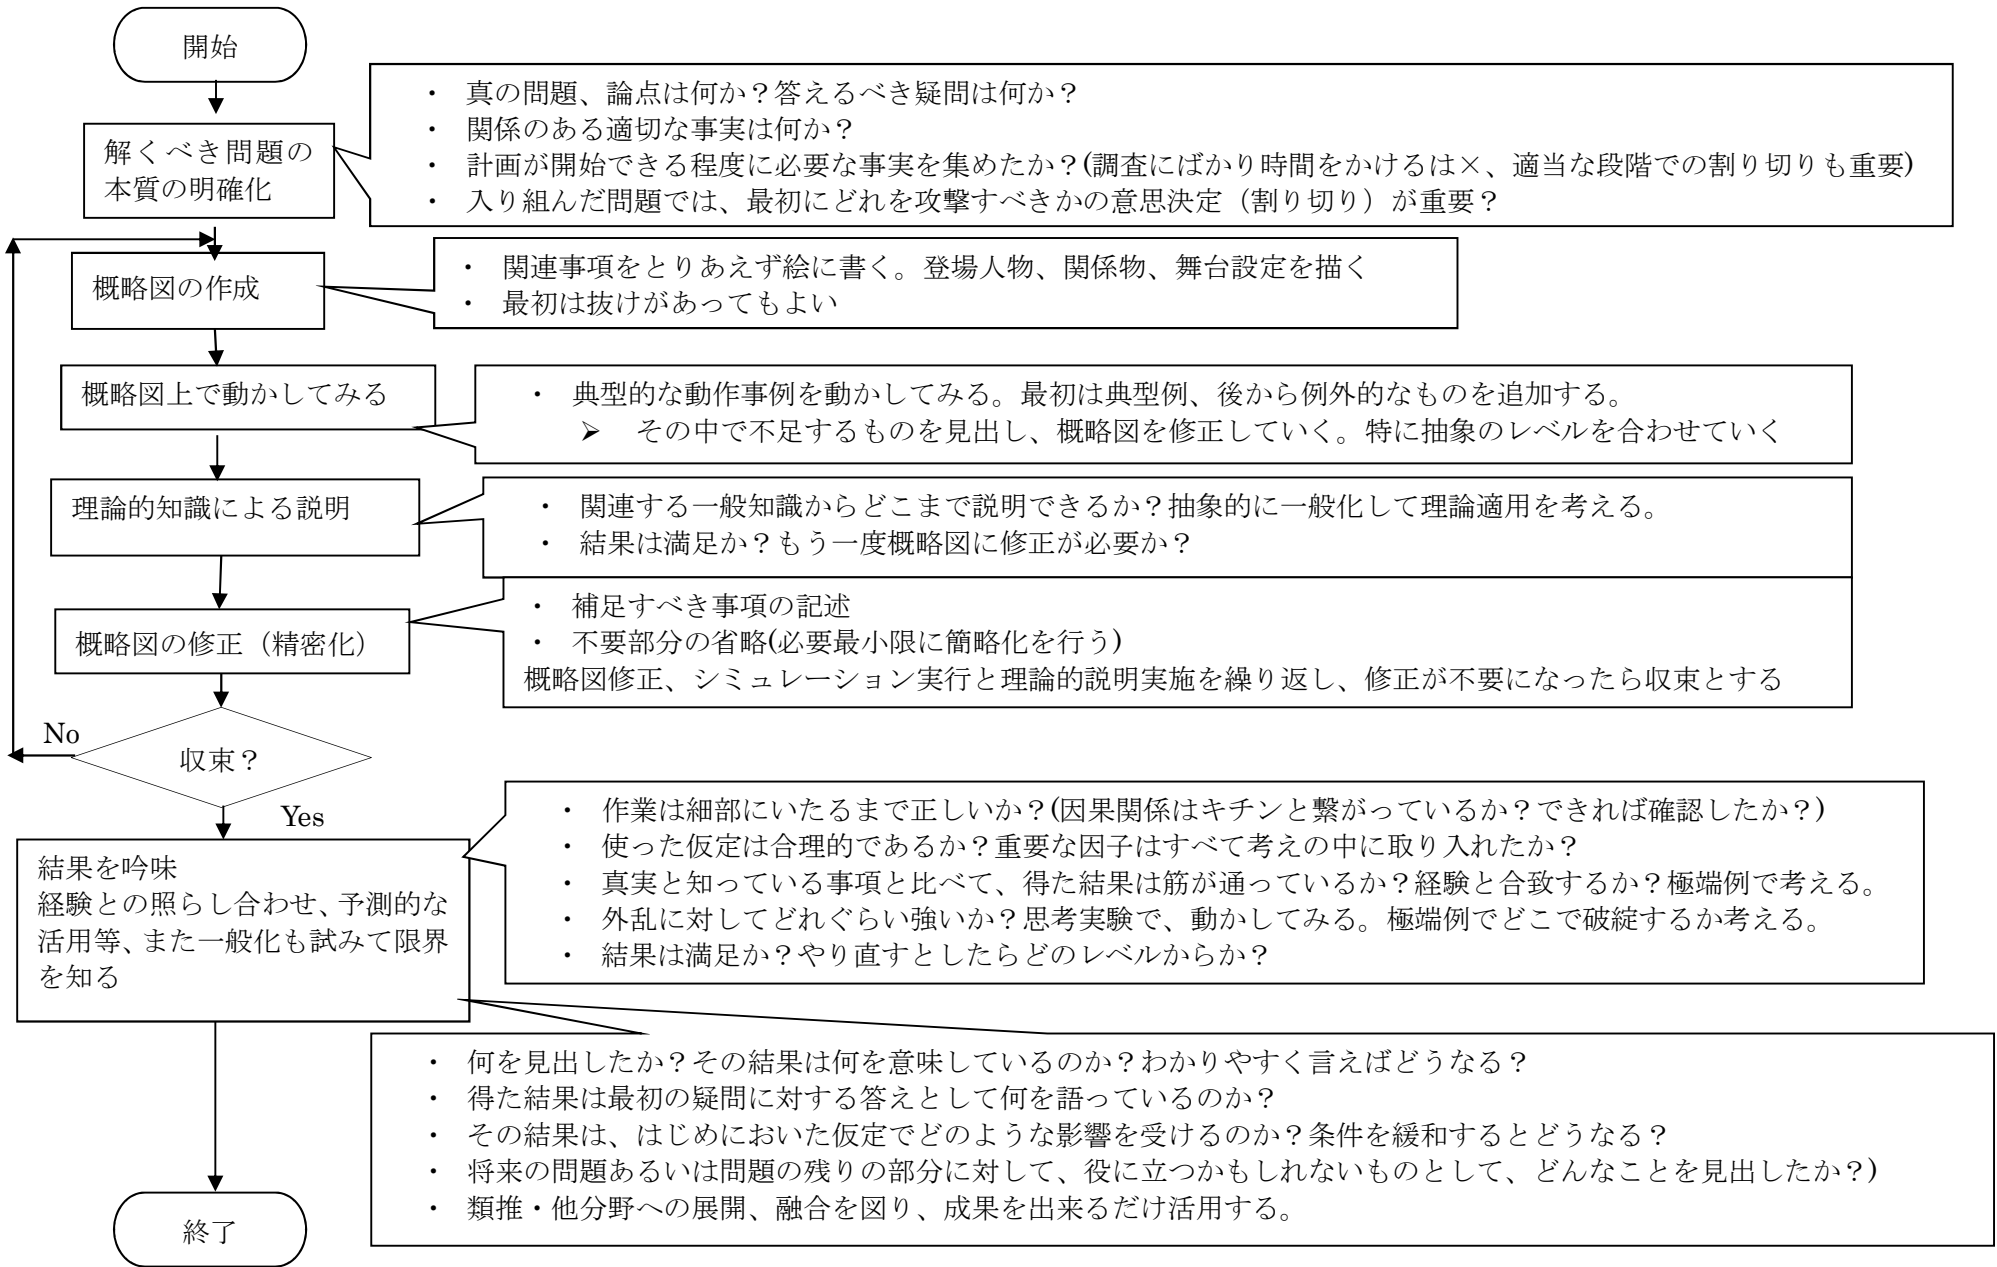 開始
・ 真の問題、論点は何か？答えるべき疑問は何か？
・ 関係のある適切な事実は何か？
・ 計画が開始できる程度に必要な事実を集めたか？(調査にばかり時間をかけるは×、適当な段階での割り切りも重要)
・ 入り組んだ問題では、最初にどれを攻撃すべきかの意思決定（割り切り）が重要？
解くべき問題の
本質の明確化
・ 関連事項をとりあえず絵に書く。登場人物、関係物、舞台設定を描く
・ 最初は抜けがあってもよい
概略図の作成
概略図上で動かしてみる
・ 典型的な動作事例を動かしてみる。最初は典型例、後から例外的なものを追加する。
➢ その中で不足するものを見出し、概略図を修正していく。特に抽象のレベルを合わせていく
理論的知識による説明
・ 関連する一般知識からどこまで説明できるか？抽象的に一般化して理論適用を考える。
・ 結果は満足か？もう一度概略図に修正が必要か？
概略図の修正（精密化）
・ 補足すべき事項の記述
・ 不要部分の省略(必要最小限に簡略化を行う)
概略図修正、シミュレーション実行と理論的説明実施を繰り返し、修正が不要になったら収束とする
No
収束？
Yes
・ 作業は細部にいたるまで正しいか？(因果関係はキチンと繋がっているか？できれば確認したか？)
・ 使った仮定は合理的であるか？重要な因子はすべて考えの中に取り入れたか？
・ 真実と知っている事項と比べて、得た結果は筋が通っているか？経験と合致するか？極端例で考える。
・ 外乱に対してどれぐらい強いか？思考実験で、動かしてみる。極端例でどこで破綻するか考える。
・ 結果は満足か？やり直すとしたらどのレベルからか？
結果を吟味
経験との照らし合わせ、予測的な
活用等、また一般化も試みて限界
を知る
・ 何を見出したか？その結果は何を意味しているのか？わかりやすく言えばどうなる？
・ 得た結果は最初の疑問に対する答えとして何を語っているのか？
・ その結果は、はじめにおいた仮定でどのような影響を受けるのか？条件を緩和するとどうなる？
・ 将来の問題あるいは問題の残りの部分に対して、役に立つかもしれないものとして、どんなことを見出したか？)
・ 類推・他分野への展開、融合を図り、成果を出来るだけ活用する。
終了